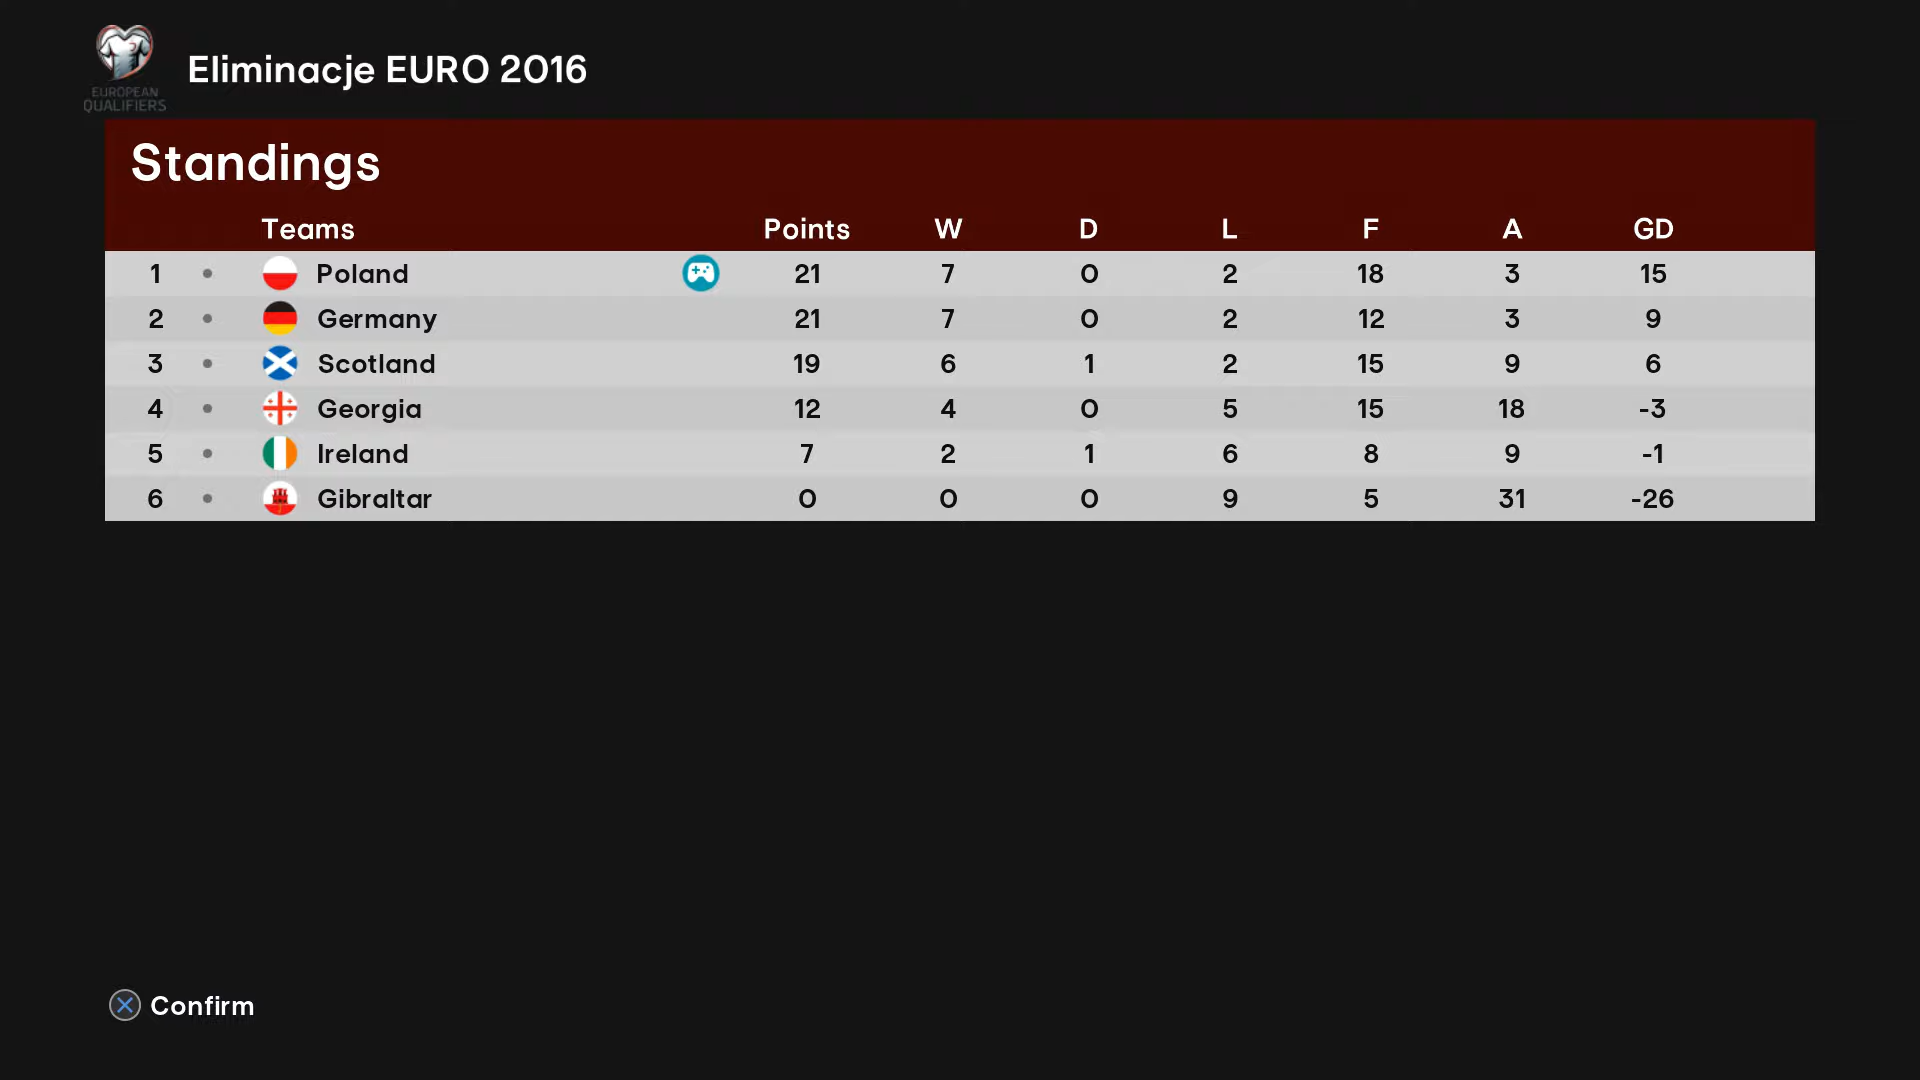 EUROPEAN
QUALIFIERS
Eliminacje EURO 2016
Standings
Teams Points W D L F A GD
1 • Poland 21 7 0 2 18 3 15
2 • Germany 21 7 0 2 12 3 9
3 • Scotland 19 6 1 2 15 9 6
4 • Georgia 12 4 0 5 15 18 -3
5 • Ireland 7 2 1 6 8 9 -1
6 • Gibraltar 0 0 0 9 5 31 -26
Confirm